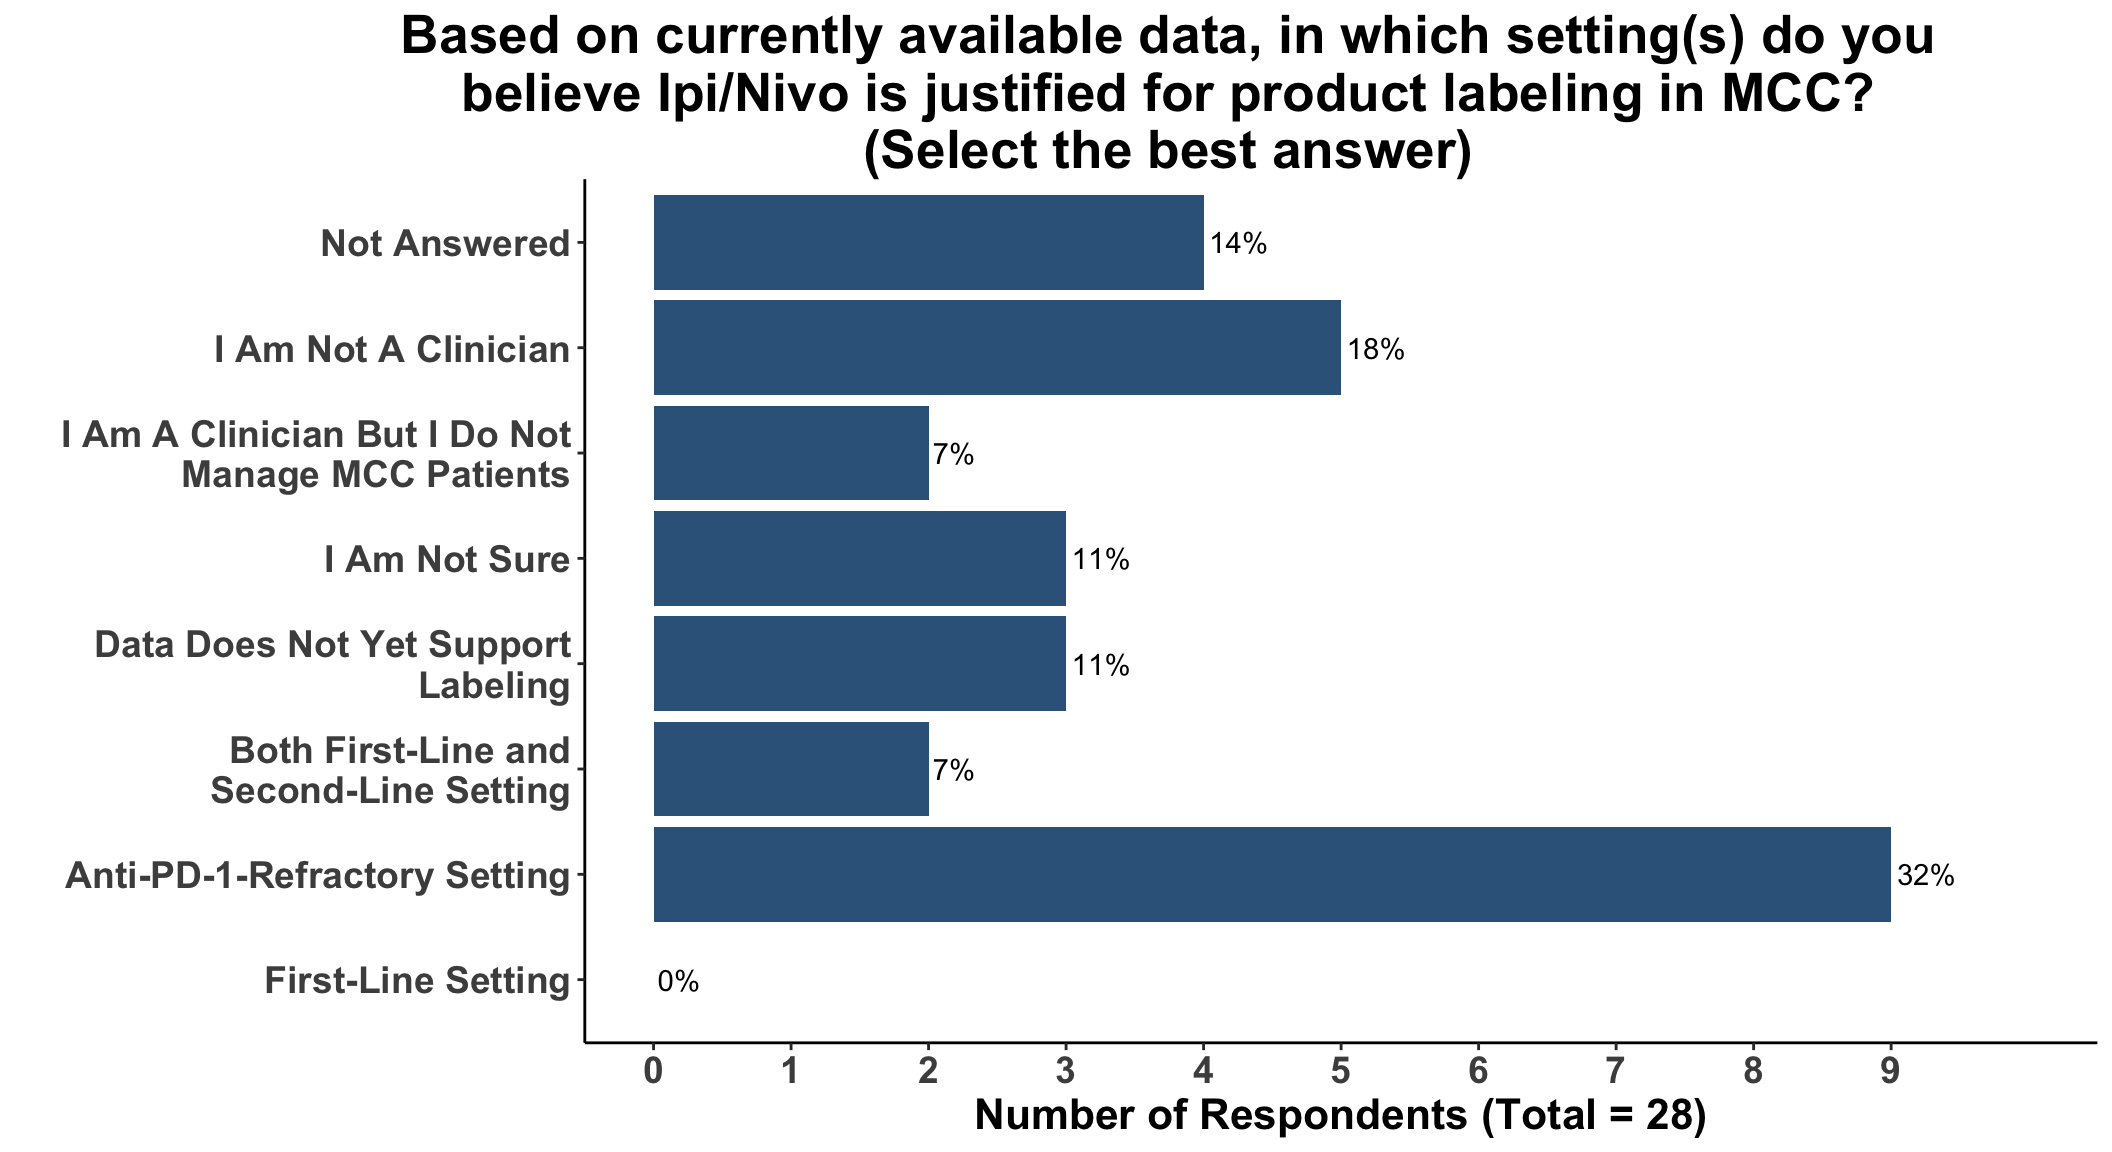 Based on currently available data, in which setting(s) do you
believe Ipi/Nivo is justified for product labeling in MCC?
(Select the best answer)
Not Answered
14%
I Am Not A Clinician
18%
I Am A Clinician But I Do Not
Manage MCC Patients
7%
I Am Not Sure
11%
Data Does Not Yet Support
Labeling
11%
Both First-Line and
Second-Line Setting
7%
Anti-PD-1-Refractory Setting
32%
First-Line Setting
0%
0 1 2 3 4 5 6 7 8 9
Number of Respondents (Total = 28)